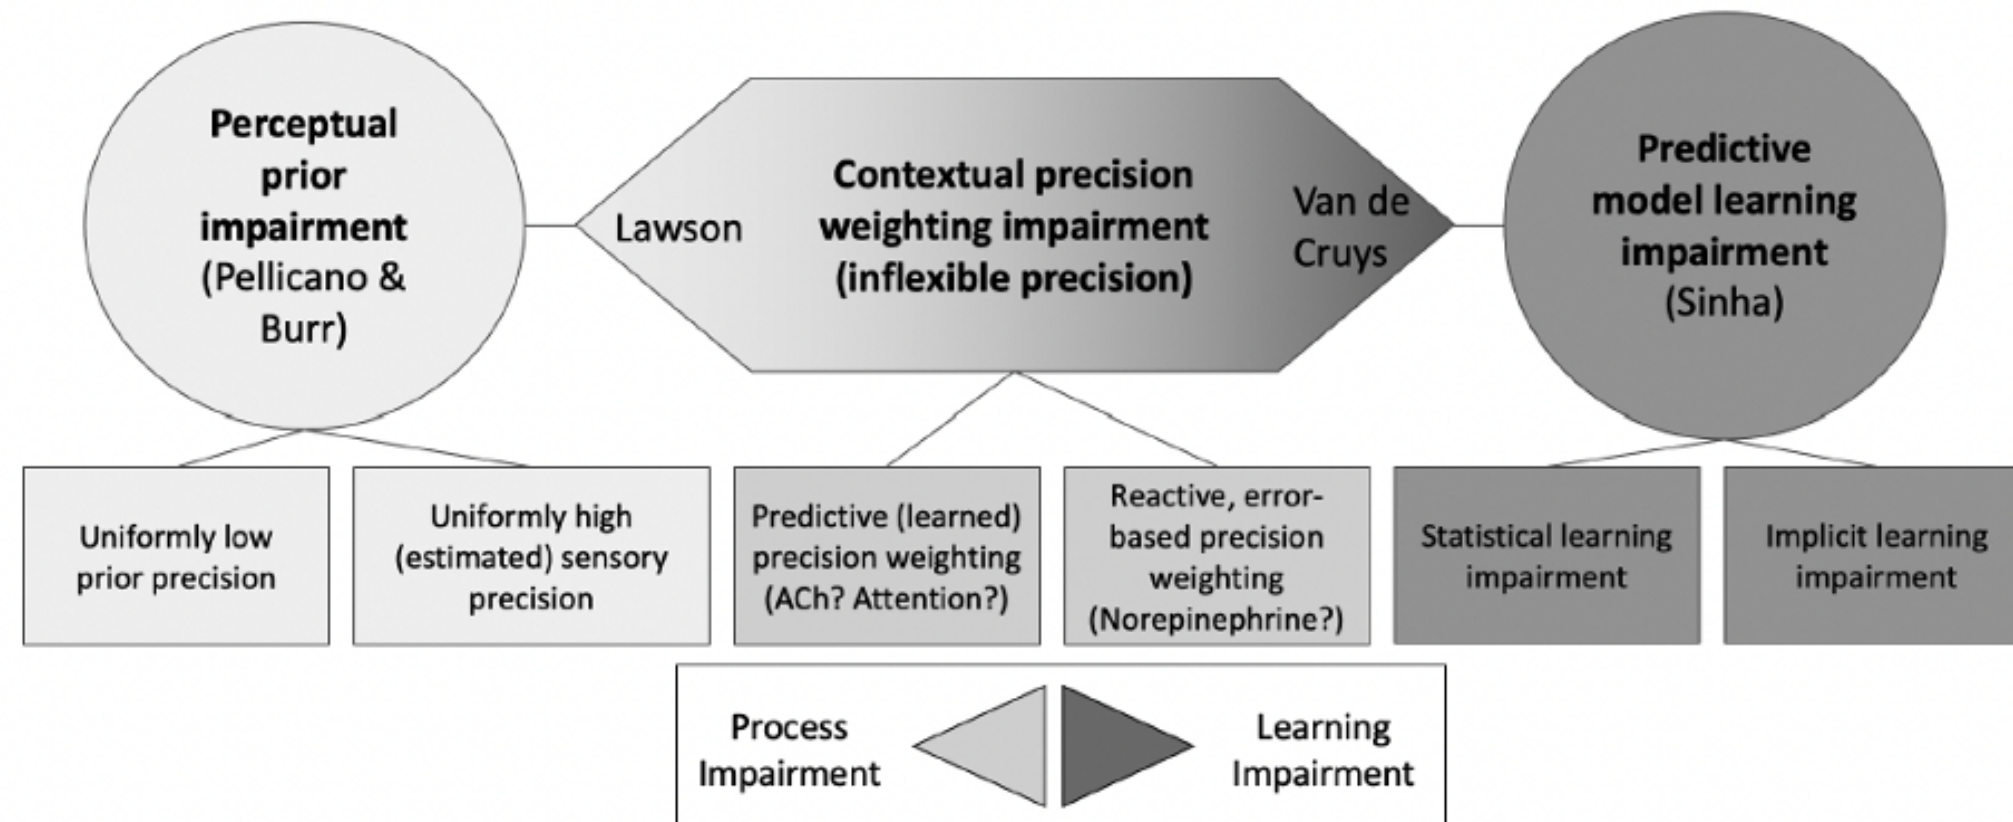 Perceptual
prior
impairment
(Pellicano &
Burr)
Lawson
Contextual precision
weighting impairment
(inflexible precision)
Van de
Cruys
Predictive
model learning
impairment
(Sinha)
Uniformly low
prior precision
Uniformly high
(estimated) sensory
precision
Predictive (learned)
precision weighting
(ACh? Attention?)
Reactive, error-
based precision
weighting
(Norepinephrine?)
Statistical learning
impairment
Implicit learning
impairment
Process
Impairment
Learning
Impairment